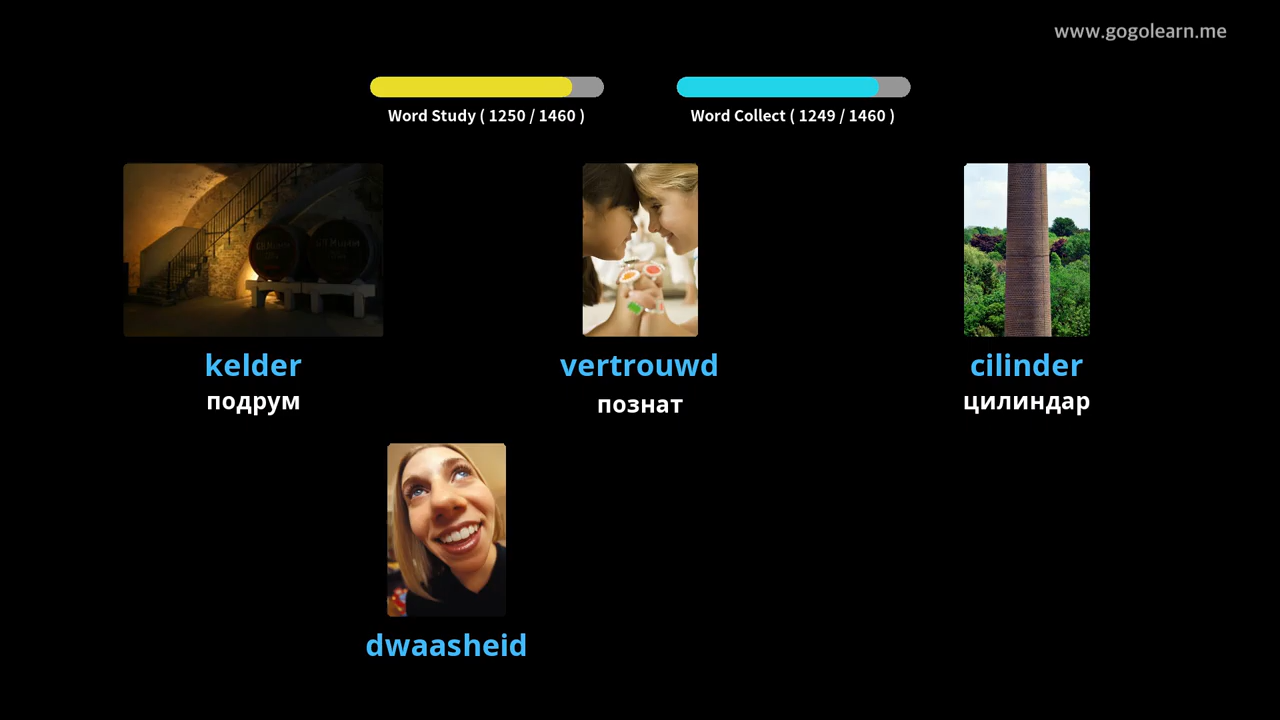 www.gogolearn.me
Word Study ( 1250 / 1460 )
Word Collect ( 1249 / 1460 )
kelder
подрум
vertrouwd
познат
cilinder
цилиндар
dwaasheid